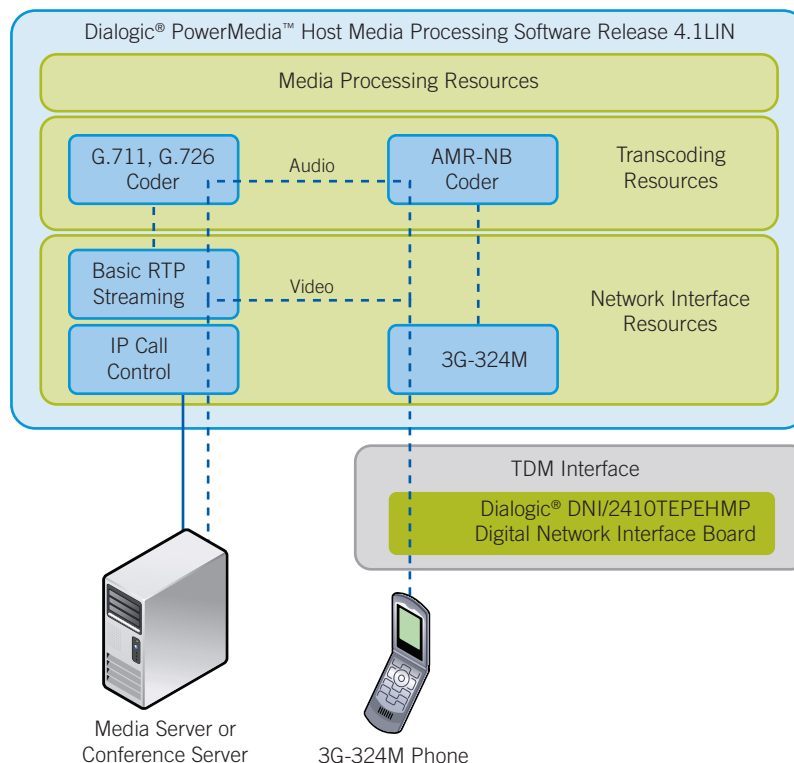 Dialogic® PowerMedia™ Host Media Processing Software Release 4.1LIN
Media Processing Resources
G.711, G.726
Coder
Audio
AMR-NB
Coder
Transcoding
Resources
Basic RTP
Streaming
Video
Network Interface
Resources
IP Call
Control
3G-324M
TDM Interface
Dialogic® DNI/2410TEPEHMP
Digital Network Interface Board
Media Server or
Conference Server
3G-324M Phone